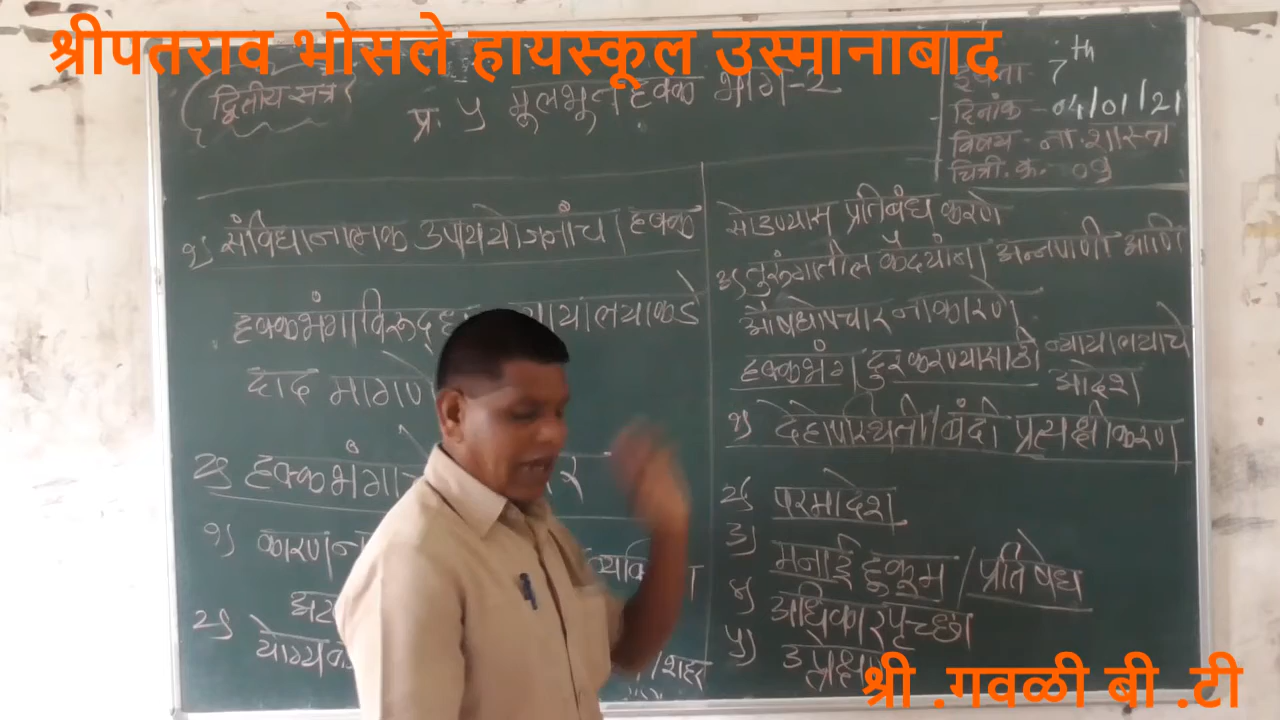 श्रीपतराव भोसले हायस्कूल उस्मानाबाद
द्वितीय सत्र
प्र. ५ मूलभूत हक्क भाग-2
इयत्ता- 7th
दिनांक - 04/01/21
विषय - ना.शास्त्र
चित्री.क्र. - 09
१) संविधानात्मक उपाययोजनांचा हक्क
हक्कभंगाविरूद्ध न्यायालयाकडे
दाद मागण
२) हक्कभंगा
१) कारण न
२) योग्य /शहर
मोडण्यास प्रतिबंध करणे
३) तुरुंगातील कैद्यांना अन्नपाणी आणि
औषधोपचार नाकारणे
हक्कभंग दुर करण्यासाठी न्यायालयाचे
आदेश
१) देहोपस्थिती/बंदी प्रत्यक्षीकरण
२) परमादेश
३) मनाई हुकूम / प्रतिषेध
४) अधिकारपृच्छा
५) उत्प्रेक्षण
श्री .गवळी बी .टी